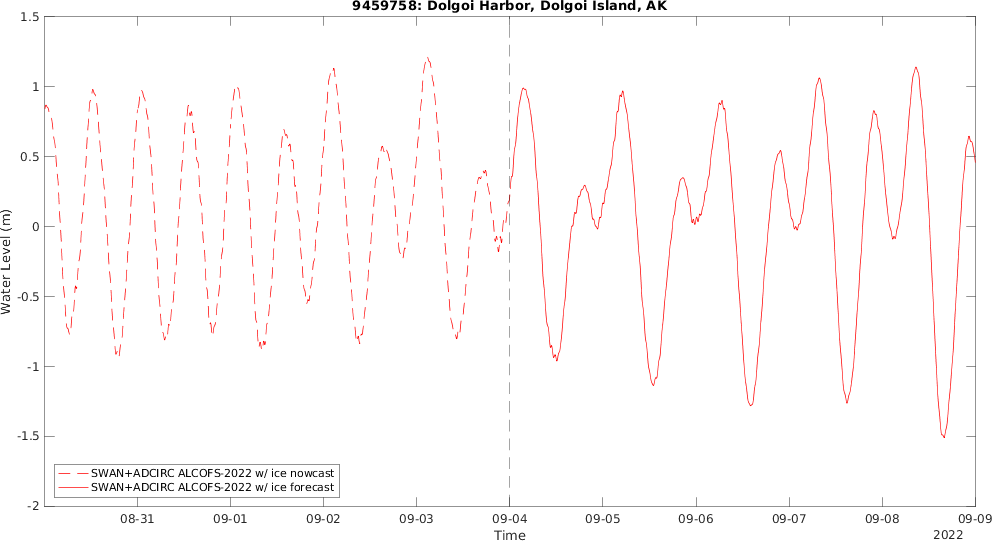 9459758: Dolgoi Harbor, Dolgoi Island, AK
1.5
1
0.5
0
-0.5
-1
-1.5
-2
Water Level (m)
SWAN+ADCIRC ALCOFS-2022 w/ ice nowcast
SWAN+ADCIRC ALCOFS-2022 w/ ice forecast
08-31 09-01 09-02 09-03 09-04 09-05 09-06 09-07 09-08 09-09
Time
2022